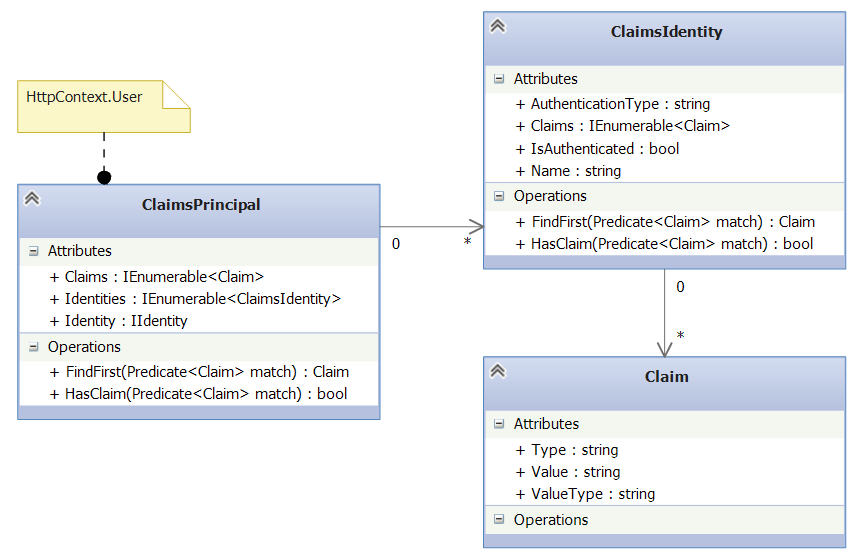 HttpContext.User
ClaimsPrincipal
Attributes
+ Claims : IEnumerable<Claim>
+ Identities : IEnumerable<ClaimsIdentity>
+ Identity : IIdentity
Operations
+ FindFirst(Predicate<Claim> match) : Claim
+ HasClaim(Predicate<Claim> match) : bool
0
*
ClaimsIdentity
Attributes
+ AuthenticationType : string
+ Claims : IEnumerable<Claim>
+ IsAuthenticated : bool
+ Name : string
Operations
+ FindFirst(Predicate<Claim> match) : Claim
+ HasClaim(Predicate<Claim> match) : bool
0
*
Claim
Attributes
+ Type : string
+ Value : string
+ ValueType : string
Operations